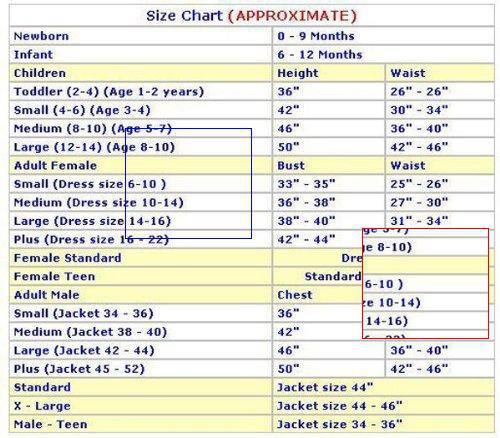 Size Chart (APPROXIMATE)
Newborn 0 - 9 Months
Infant 6 - 12 Months
Children Height Waist
Toddler (2-4) (Age 1-2 years) 36" 26" - 26"
Small (4-6) (Age 3-4) 42" 30" - 34"
Medium (8-10) (Age 5-7) 46" 36" - 40"
Large (12-14) (Age 8-10) 50" 42" - 46"
Adult Female Bust Waist
Small (Dress size 6-10 ) 33" - 35" 25" - 26"
Medium (Dress size 10-14) 36" - 38" 27" - 30"
Large (Dress size 14-16) 38" - 40" 31" - 34"
Plus (Dress size 16 - 22) 42" - 44" ge 5-7)
Female Standard Dre ge 8-10)
Female Teen Standard 6-10 )
Adult Male Chest ze 10-14)
Small (Jacket 34 - 36) 36" 14-16)
Medium (Jacket 38 - 40) 42"
Large (Jacket 42 - 44) 46" 36" - 40"
Plus (Jacket 45 - 52) 50" 42" - 46"
Standard Jacket size 44"
X - Large Jacket size 44 - 46"
Male - Teen Jacket size 34 - 36"